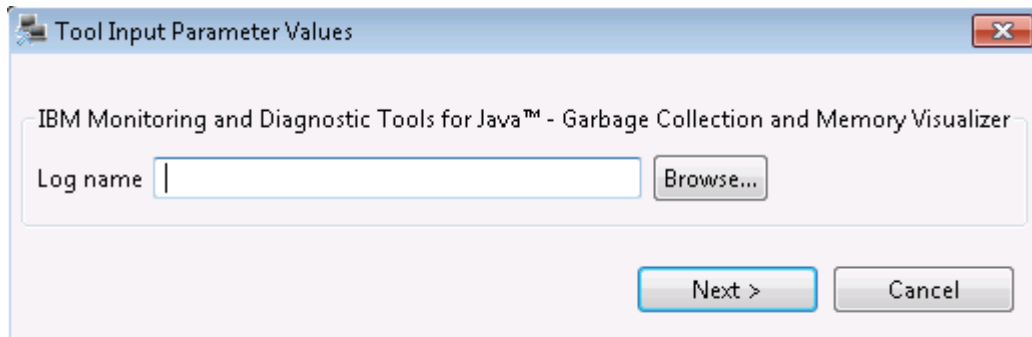 Tool Input Parameter Values
IBM Monitoring and Diagnostic Tools for Java™ - Garbage Collection and Memory Visualizer
Log name
Browse...
Next >
Cancel